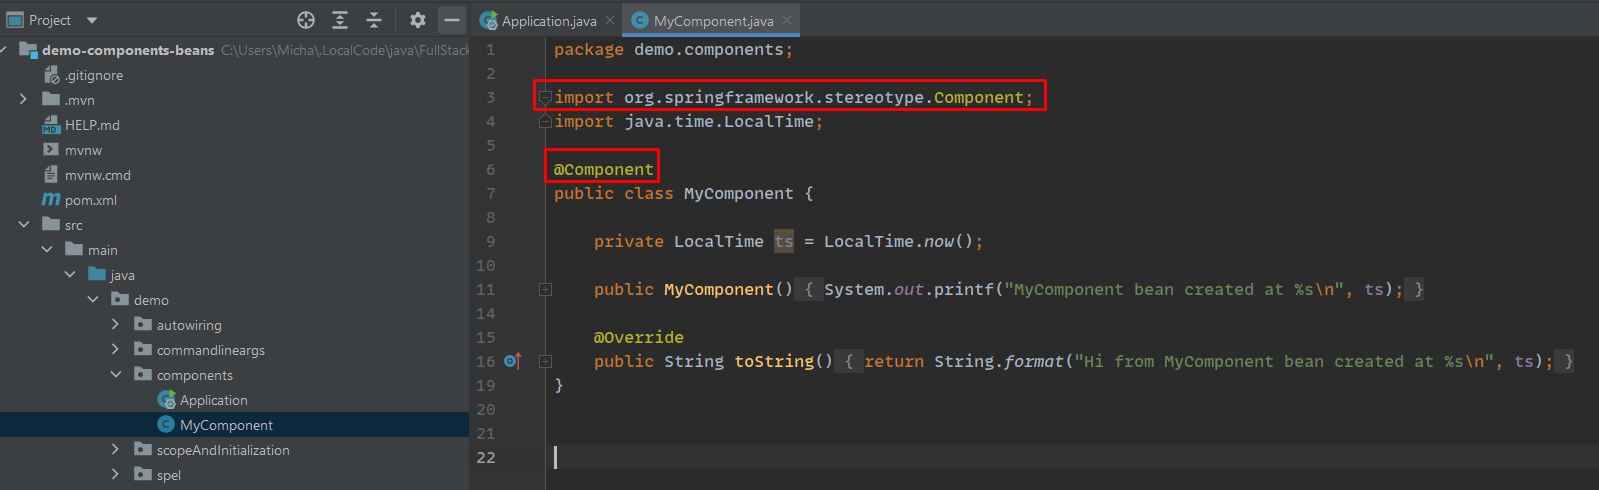 Project
demo-components-beans C:\Users\Micha\.LocalCode\java\FullStack
.gitignore
.mvn
HELP.md
mvnw
mvnw.cmd
pom.xml
src
main
java
demo
autowiring
commandlineargs
components
Application
MyComponent
scopeAndInitialization
spel
Application.java
MyComponent.java
1 package demo.components;
2
3 import org.springframework.stereotype.Component;
4 import java.time.LocalTime;
5
6 @Component
7 public class MyComponent {
8
9 private LocalTime ts = LocalTime.now();
10
11 public MyComponent() { System.out.printf("MyComponent bean created at %s\n", ts); }
14
15 @Override
16 public String toString() { return String.format("Hi from MyComponent bean created at %s\n", ts); }
19 }
20
21
22